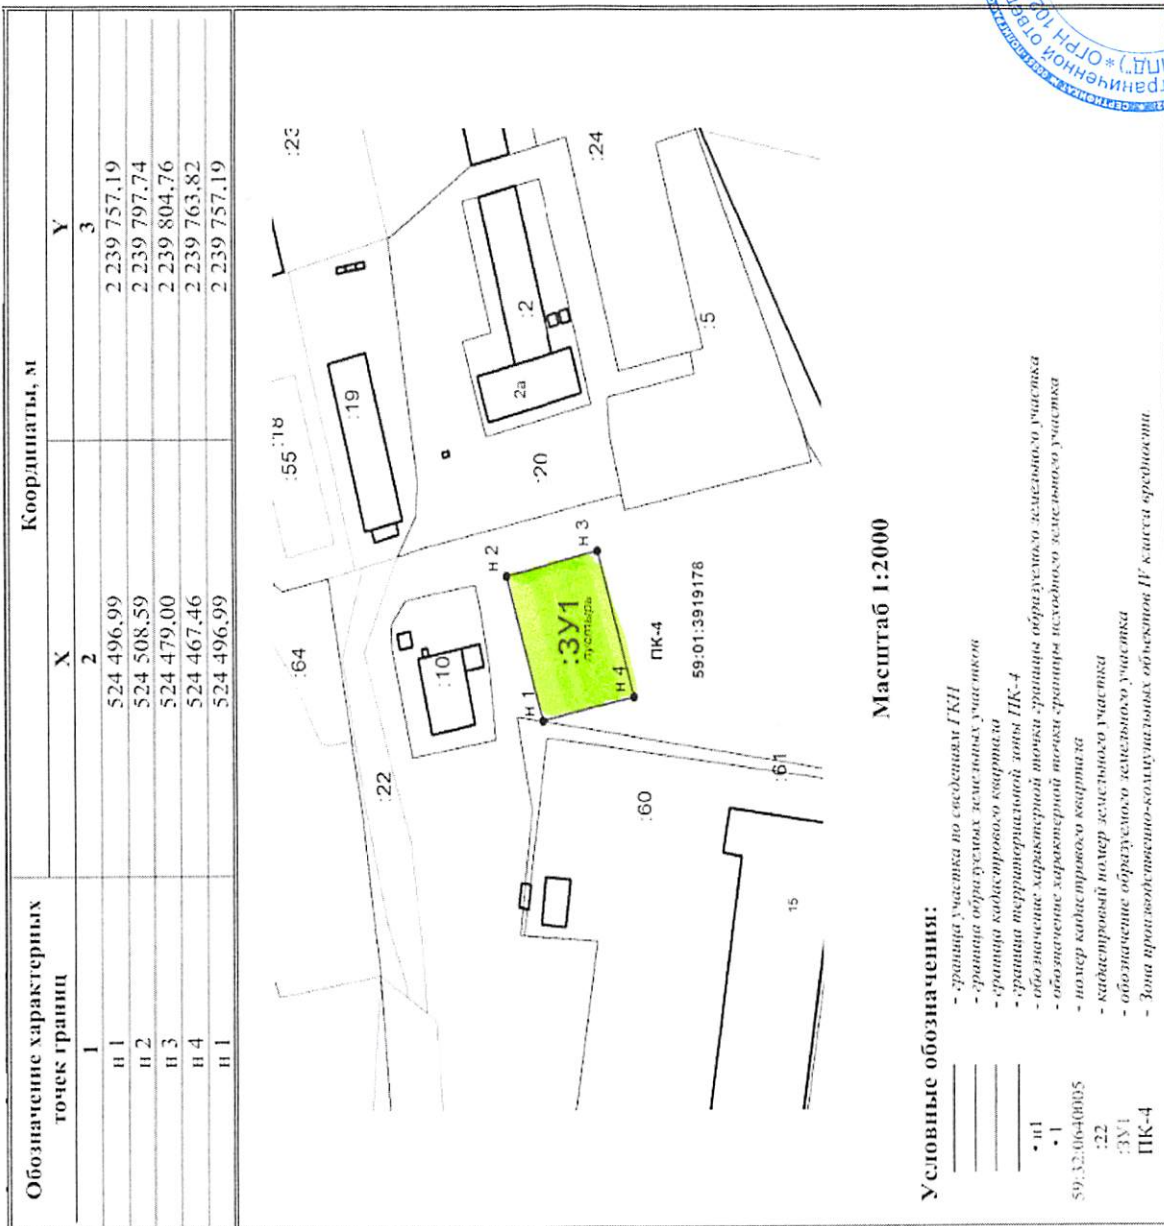 Обозначение характерных
точек границ
Координаты, м
X
Y
1
2
3
н 1
524 496.99
2 239 757.19
н 2
524 508.59
2 239 797.74
н 3
524 479.00
2 239 804.76
н 4
524 467.46
2 239 763.82
н 1
524 496.99
2 239 757.19
:23
:18
:55
:19
:64
:24
:2
2а
:22
:10
:20
:5
н 2
н 3
н 1
:ЗУ1
пустырь
н 4
ПК-4
59:01:3919178
:60
:61
15
Масштаб 1:2000
Условные обозначения:
- граница участка по сведениям ГКН
- граница образуемых земельных участков
- граница кадастрового квартала
- граница территориальной зоны ПК-4
• н1 - обозначение характерной точки границы образуемого земельного участка
• 1 - обозначение характерной точки границы исходного земельного участка
59:32:0640005 - номер кадастрового квартала
:22 - кадастровый номер земельного участка
:ЗУ1 - обозначение образуемого земельного участка
ПК-4 - Зона производственно-коммунальных объектов IV класса вредности.
ОГРН 102